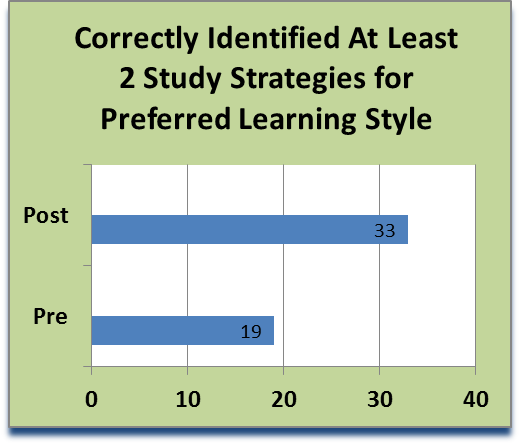 Correctly Identified At Least
2 Study Strategies for
Preferred Learning Style
Post
33
Pre
19
0 10 20 30 40